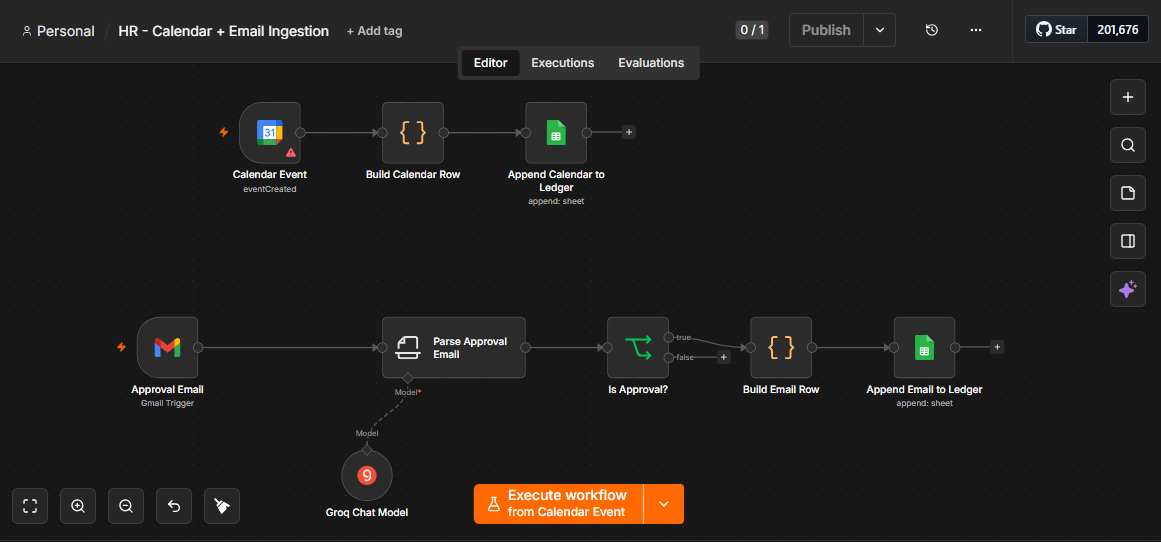 Personal / HR - Calendar + Email Ingestion + Add tag 0 / 1 Publish Star 201,676
Editor Executions Evaluations
31
Calendar Event
eventCreated
{ }
Build Calendar Row
Append Calendar to
Ledger
append: sheet
Approval Email
Gmail Trigger
Parse Approval
Email
Model*
Model
Groq Chat Model
true
false
Is Approval?
{ }
Build Email Row
Append Email to Ledger
append: sheet
Execute workflow
from Calendar Event